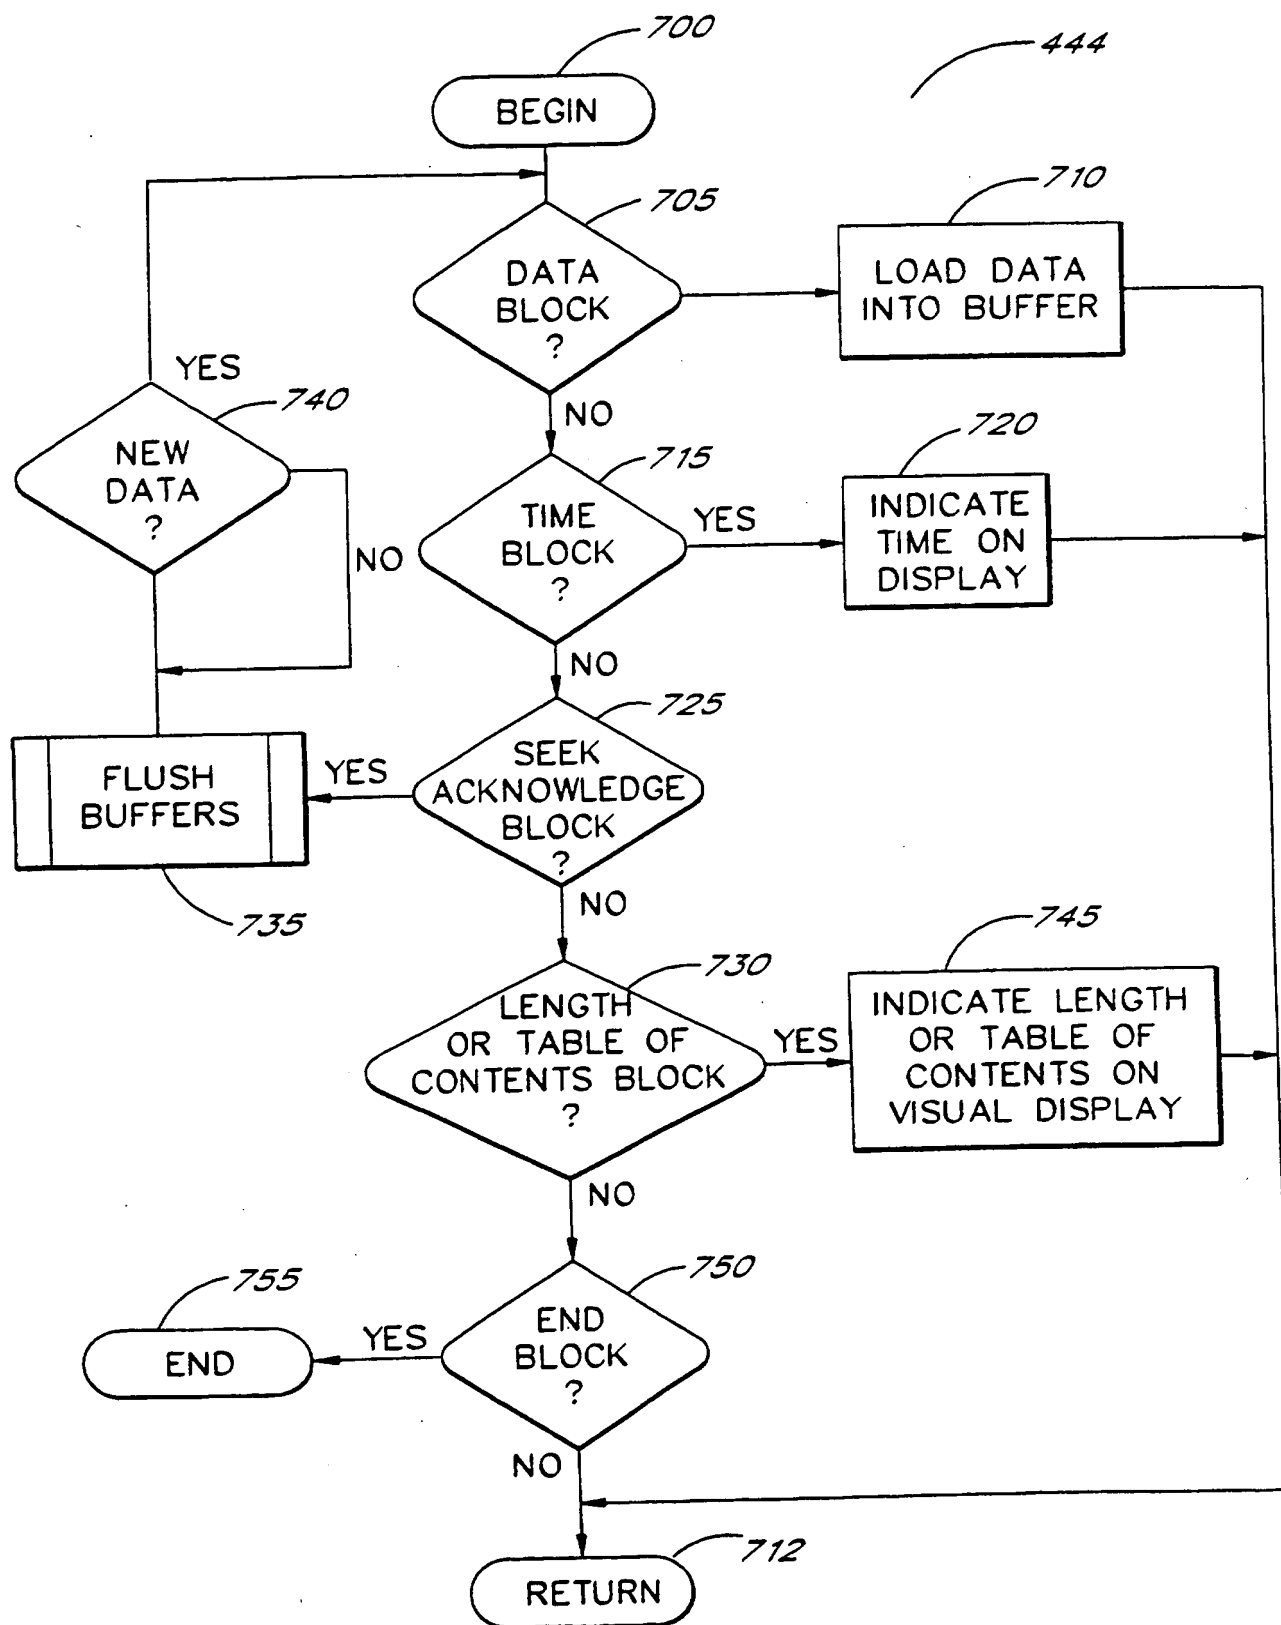 700
444
BEGIN
710
705
DATA
BLOCK
?
LOAD DATA
INTO BUFFER
YES
740
NO
720
NEW
DATA
?
715
TIME
BLOCK
?
YES
INDICATE
TIME ON
DISPLAY
NO
NO
725
SEEK
ACKNOWLEDGE
BLOCK
?
YES
FLUSH
BUFFERS
735
NO
745
730
LENGTH
OR TABLE OF
CONTENTS BLOCK
?
YES
INDICATE LENGTH
OR TABLE OF
CONTENTS ON
VISUAL DISPLAY
NO
750
755
END
BLOCK
?
YES
END
NO
712
RETURN